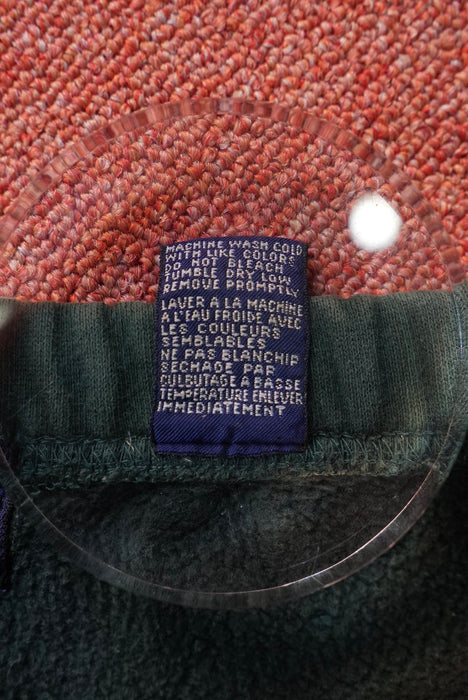 MACHINE WASH COLD
WITH LIKE COLORS
DO NOT BLEACH
TUMBLE DRY LOW
REMOVE PROMPTLY
LAVER A LA MACHINE
A L'EAU FROIDE AVEC
LES COULEURS
SEMBLABLES
NE PAS BLANCHIP
SECHAGE PAR
CULBUTAGE A BASSE
TEMPERATURE ENLEVER
IMMEDIATEMENT